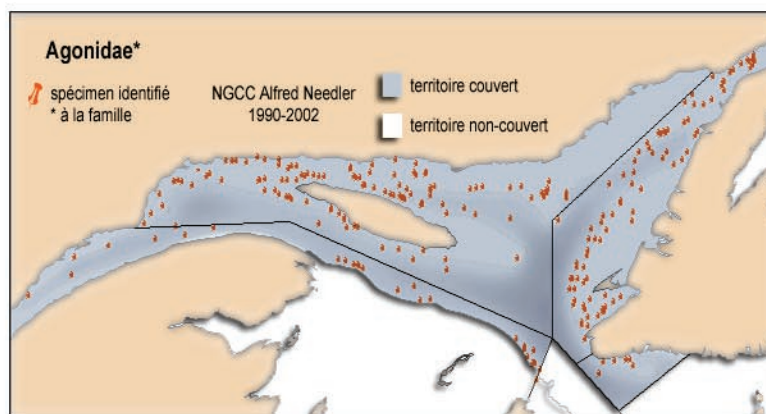 Agonidae*
spécimen identifié
* à la famille
NGCC Alfred Needler
1990-2002
territoire couvert
territoire non-couvert